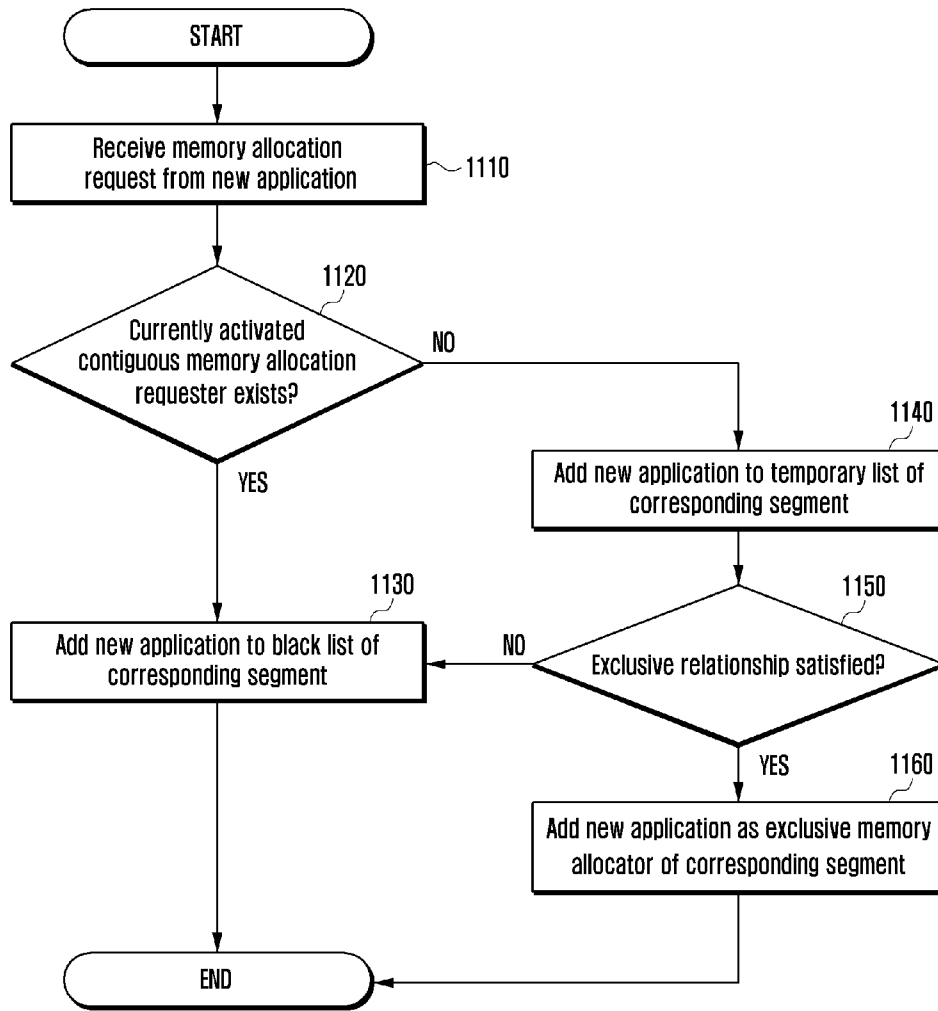 START
Receive memory allocation
request from new application
1110
1120
Currently activated
contiguous memory allocation
requester exists?
NO
YES
1140
Add new application to temporary list of
corresponding segment
1130
Add new application to black list of
corresponding segment
1150
Exclusive relationship satisfied?
NO
YES
1160
Add new application as exclusive memory
allocator of corresponding segment
END